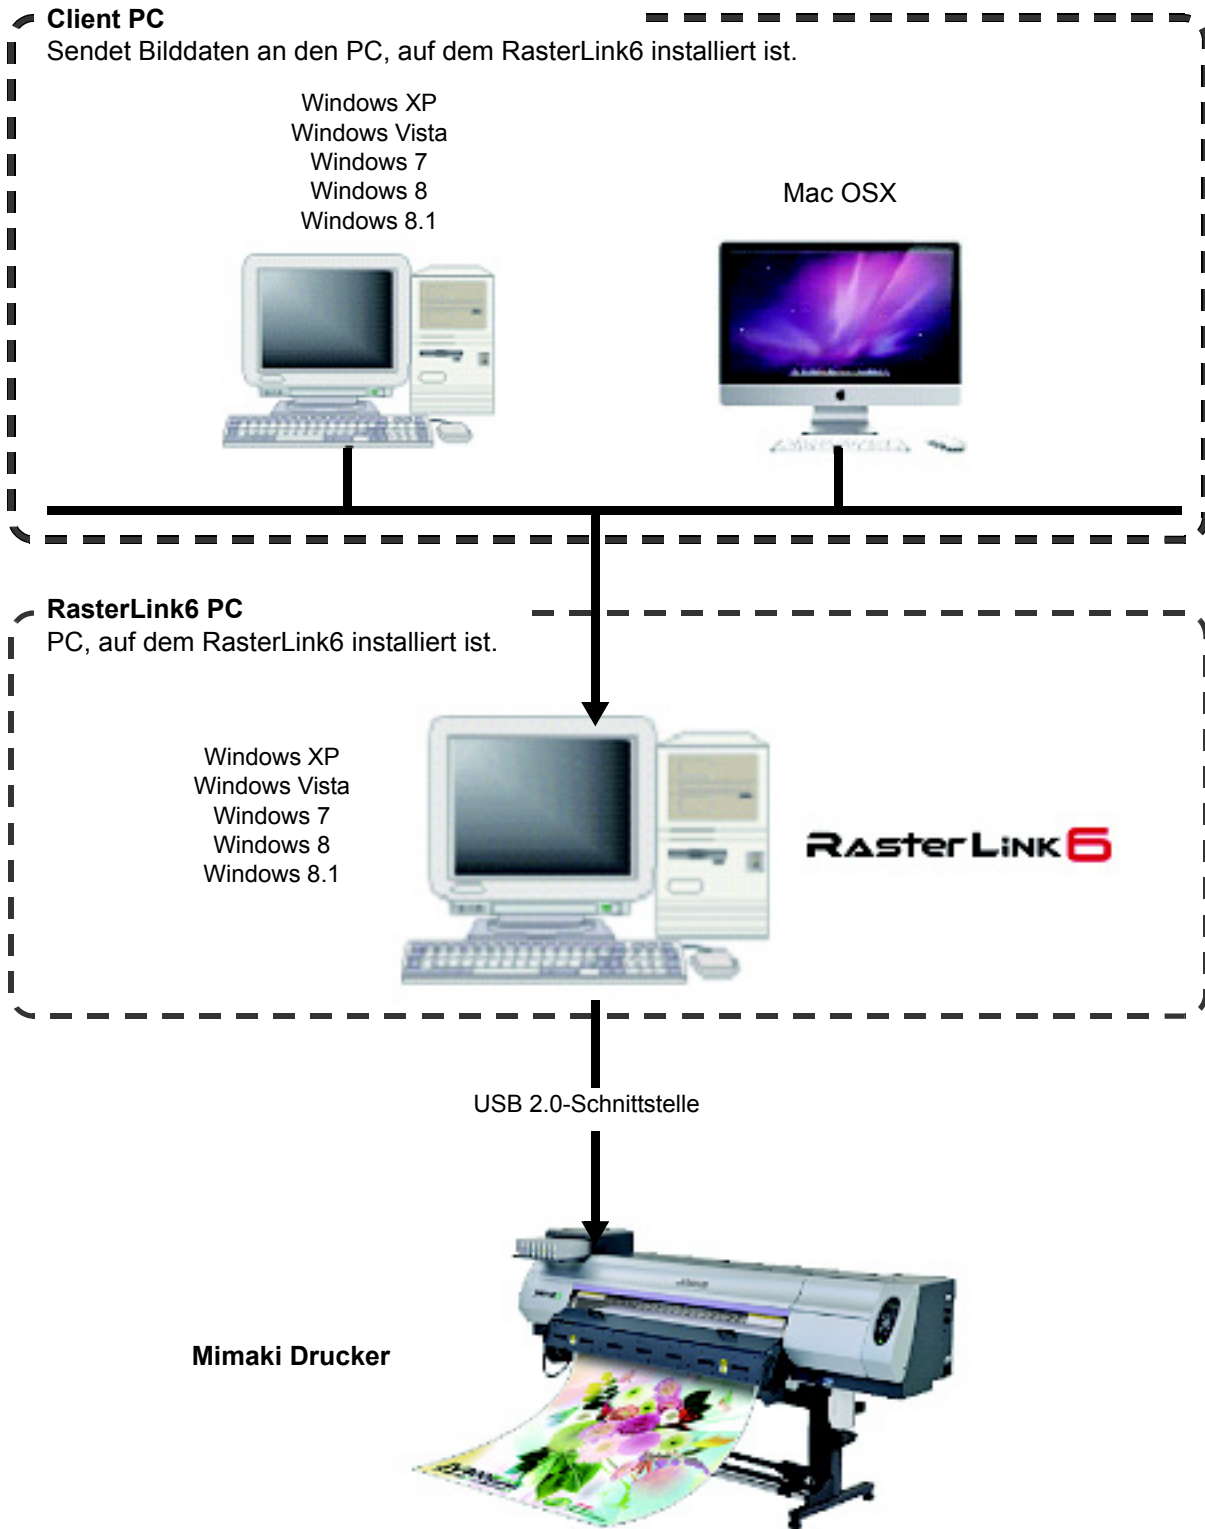 Client PC
Sendet Bilddaten an den PC, auf dem RasterLink6 installiert ist.
Windows XP
Windows Vista
Windows 7
Windows 8
Windows 8.1
Mac OSX
RasterLink6 PC
PC, auf dem RasterLink6 installiert ist.
Windows XP
Windows Vista
Windows 7
Windows 8
Windows 8.1
RasterLink6
USB 2.0-Schnittstelle
Mimaki Drucker